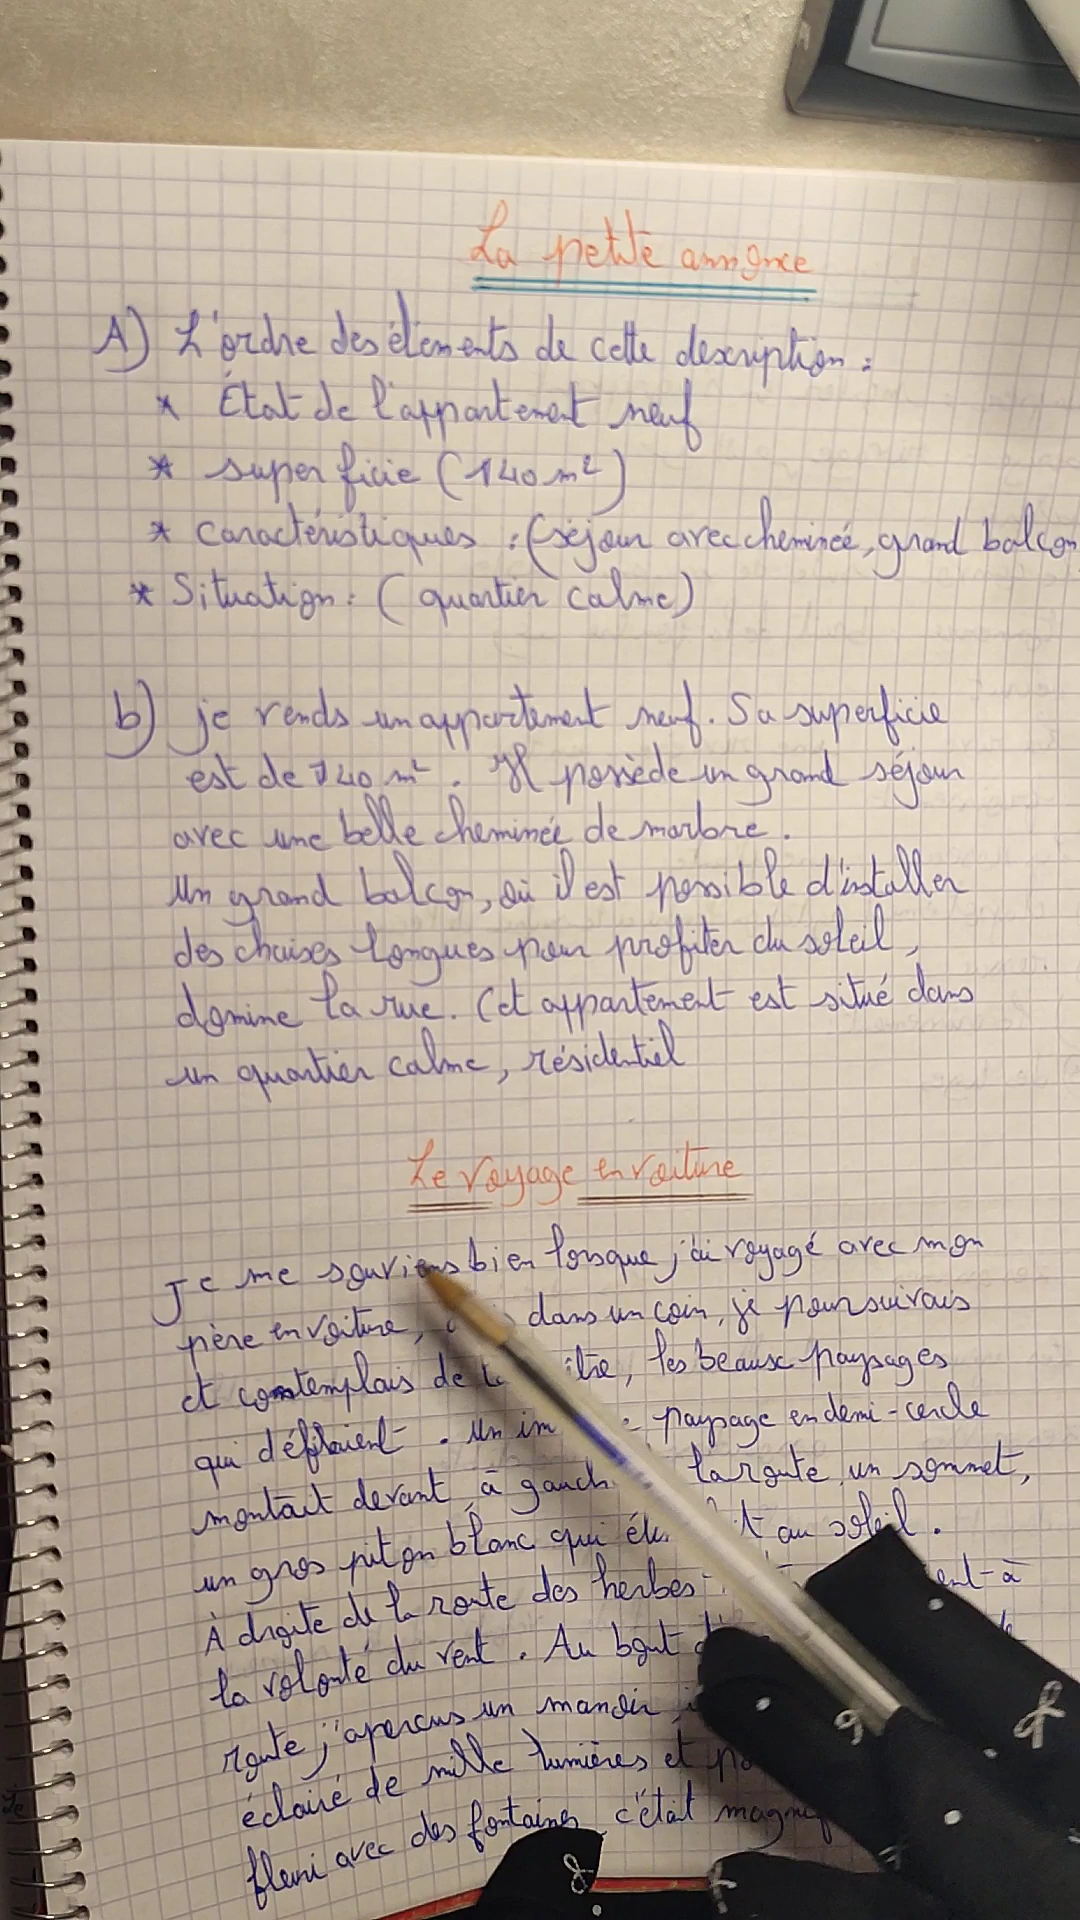 La petite annonce
A) L'ordre des éléments de cette description :
* État de l'appartement neuf
* superficie (140 m²)
* caractéristiques : (séjour avec cheminée, grand balcon
* Situation : (quartier calme)
b) je vends un appartement neuf. Sa superficie
est de 140 m². Il possède un grand séjour
avec une belle cheminée de marbre.
Un grand balcon, où il est possible d'installer
des chaises longues pour profiter du soleil,
domine la rue. Cet appartement est situé dans
un quartier calme, résidentiel
Le voyage en voiture
Je me souviens bien lorsque j'ai voyagé avec mon
père en voiture, dans un coin, je poursuivais
et contemplais de les beaux paysages
qui défilaient. Un paysage en demi-cercle
montait devant à gauche la route un sommet,
un gros piton blanc qui au soleil.
À droite de la route des herbes à
la volonté du vent. Au bout
route j'aperçus un manoir
éclairé de mille lumières et
fleuri avec des fontaines c'était